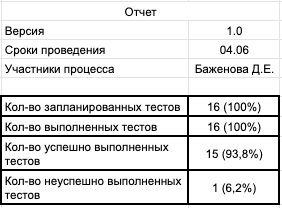 Отчет
Версия 1.0
Сроки проведения 04.06
Участники процесса Баженова Д.Е.
Кол-во запланированных тестов 16 (100%)
Кол-во выполненных тестов 16 (100%)
Кол-во успешно выполненных
тестов 15 (93,8%)
Кол-во неуспешно выполненных
тестов 1 (6,2%)